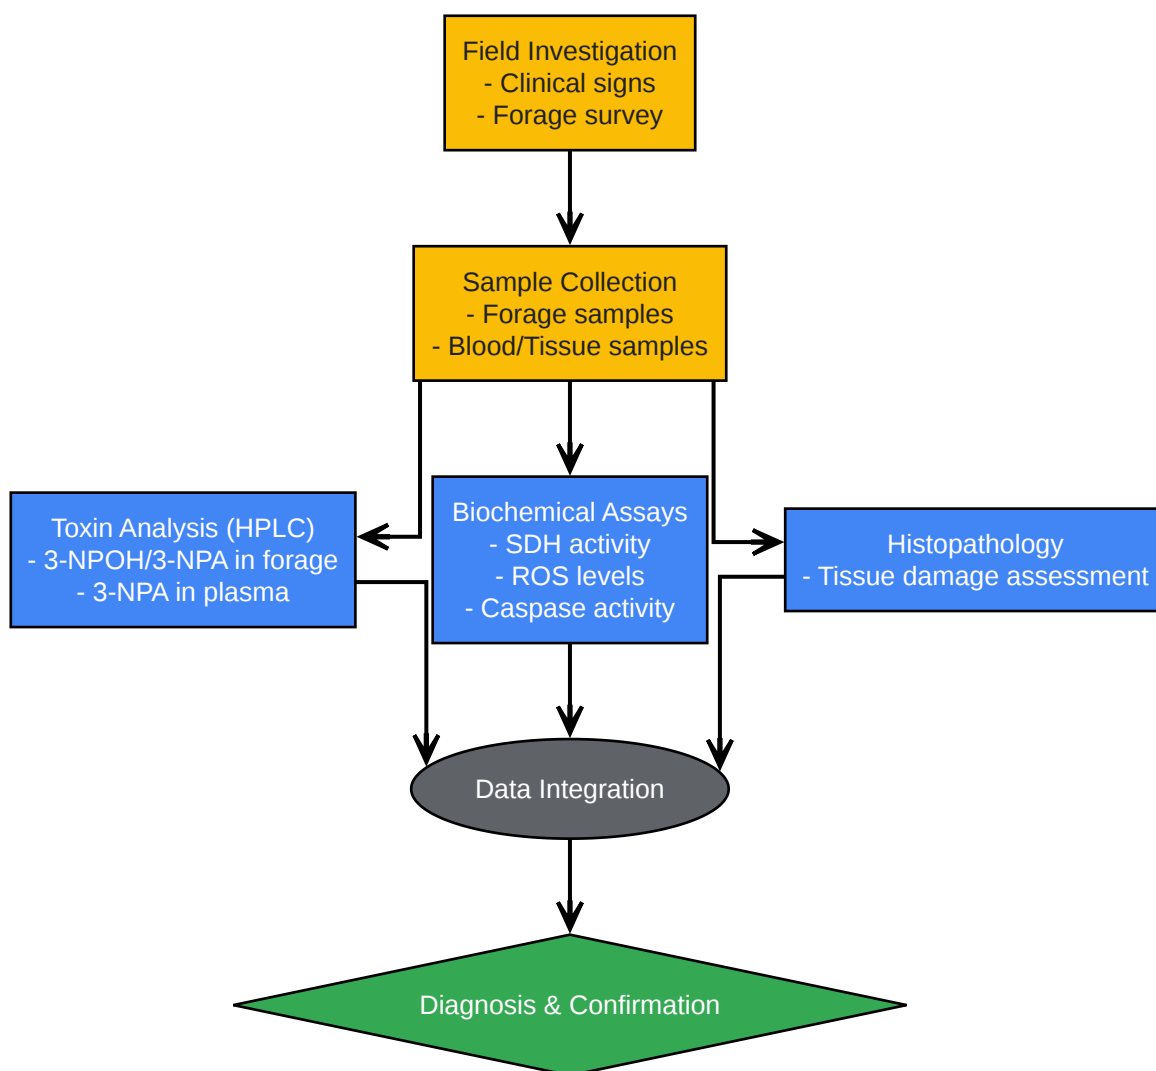 Field Investigation
- Clinical signs
- Forage survey
Sample Collection
- Forage samples
- Blood/Tissue samples
Toxin Analysis (HPLC)
- 3-NPOH/3-NPA in forage
- 3-NPA in plasma
Biochemical Assays
- SDH activity
- ROS levels
- Caspase activity
Histopathology
- Tissue damage assessment
Data Integration
Diagnosis & Confirmation